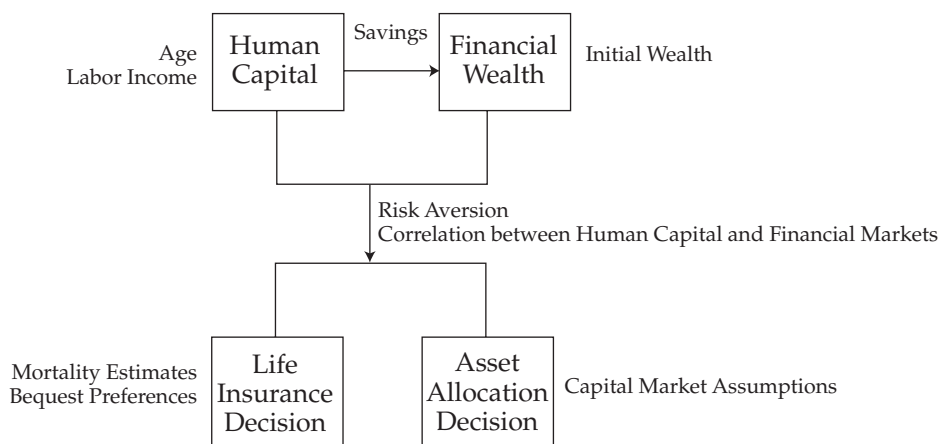 Age
Labor Income
Human
Capital
Savings
Financial
Wealth
Initial Wealth
Risk Aversion
Correlation between Human Capital and Financial Markets
Mortality Estimates
Bequest Preferences
Life
Insurance
Decision
Asset
Allocation
Decision
Capital Market Assumptions